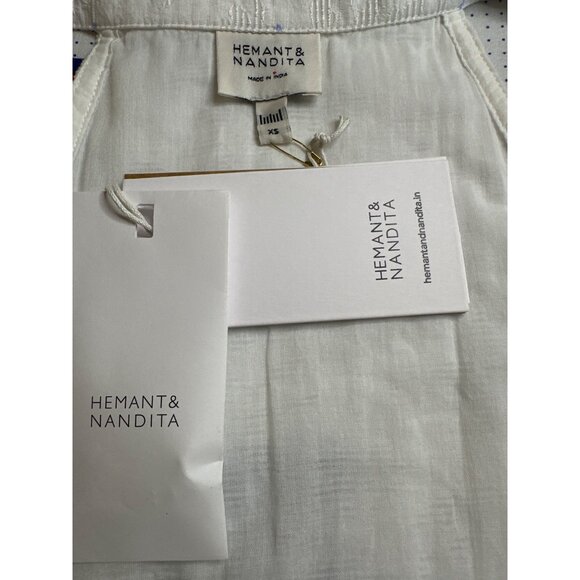 HEMANT&
NANDITA
MADE IN INDIA
XS
HEMANT&
NANDITA
hemantandnandita.in
HEMANT&
NANDITA